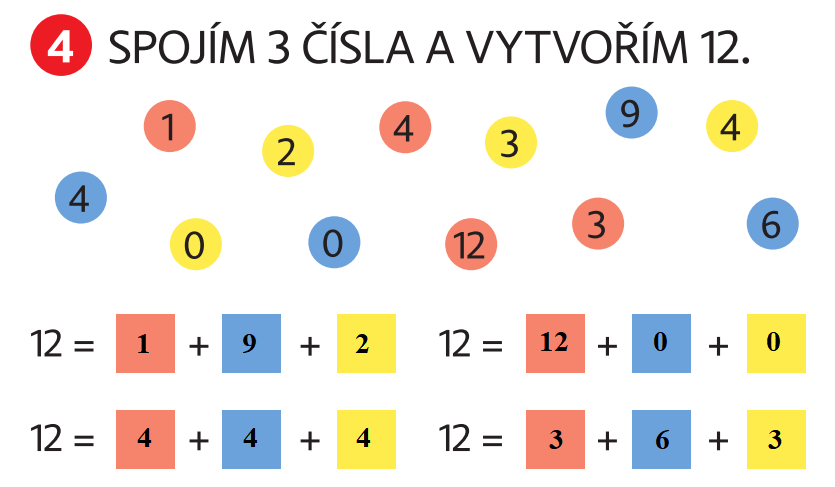 4 SPOJÍM 3 ČÍSLA A VYTVOŘÍM 12.
1 2 4 3 9 4
4 0 0 12 3 6
12 = 1 + 9 + 2 12 = 12 + 0 + 0
12 = 4 + 4 + 4 12 = 3 + 6 + 3